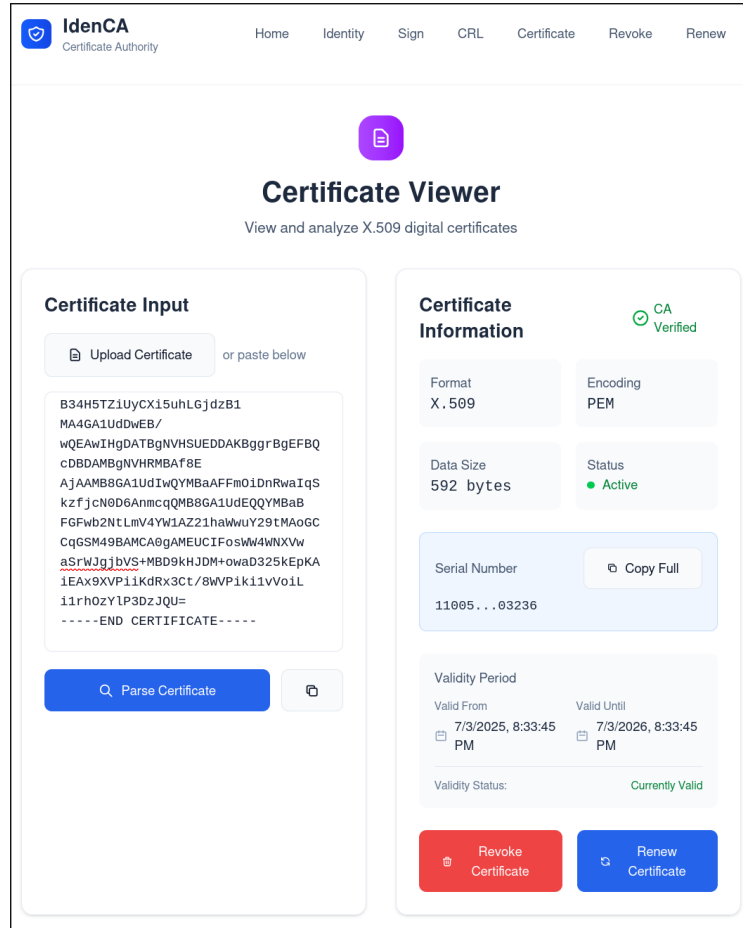 IdenCA
Certificate Authority
Home
Identity
Sign
CRL
Certificate
Revoke
Renew
Certificate Viewer
View and analyze X.509 digital certificates
Certificate Input
Upload Certificate
or paste below
B34H5TZiUyCXi5uhLGjdzB1
MA4GA1UdDwEB/
wQEAwIHgDATBgNVHSUEDDAKBggrBgEFBQ
cDBDAMBgNVHRMBAf8E
AjAAMB8GA1UdIwQYMBaAFFmOiDnRwaIqS
kzfjcN0D6AnmcqQMB8GA1UdEQQYMBaB
FGFwb2NtLmV4YW1AZ21haWwuY29tMAoGC
CqGSM49BAMCA0gAMEUCIFosWW4WNXVw
aSrWJgjbVS+MBD9kHJDM+owaD325kEpKA
iEAx9XVPiiKdRx3Ct/8WVPiki1vVoiL
i1rhOzYlP3DzJQU=
-----END CERTIFICATE-----
Parse Certificate
Certificate
Information
CA
Verified
Format
X.509
Encoding
PEM
Data Size
592 bytes
Status
Active
Serial Number
Copy Full
11005...03236
Validity Period
Valid From
7/3/2025, 8:33:45
PM
Valid Until
7/3/2026, 8:33:45
PM
Validity Status:
Currently Valid
Revoke
Certificate
Renew
Certificate